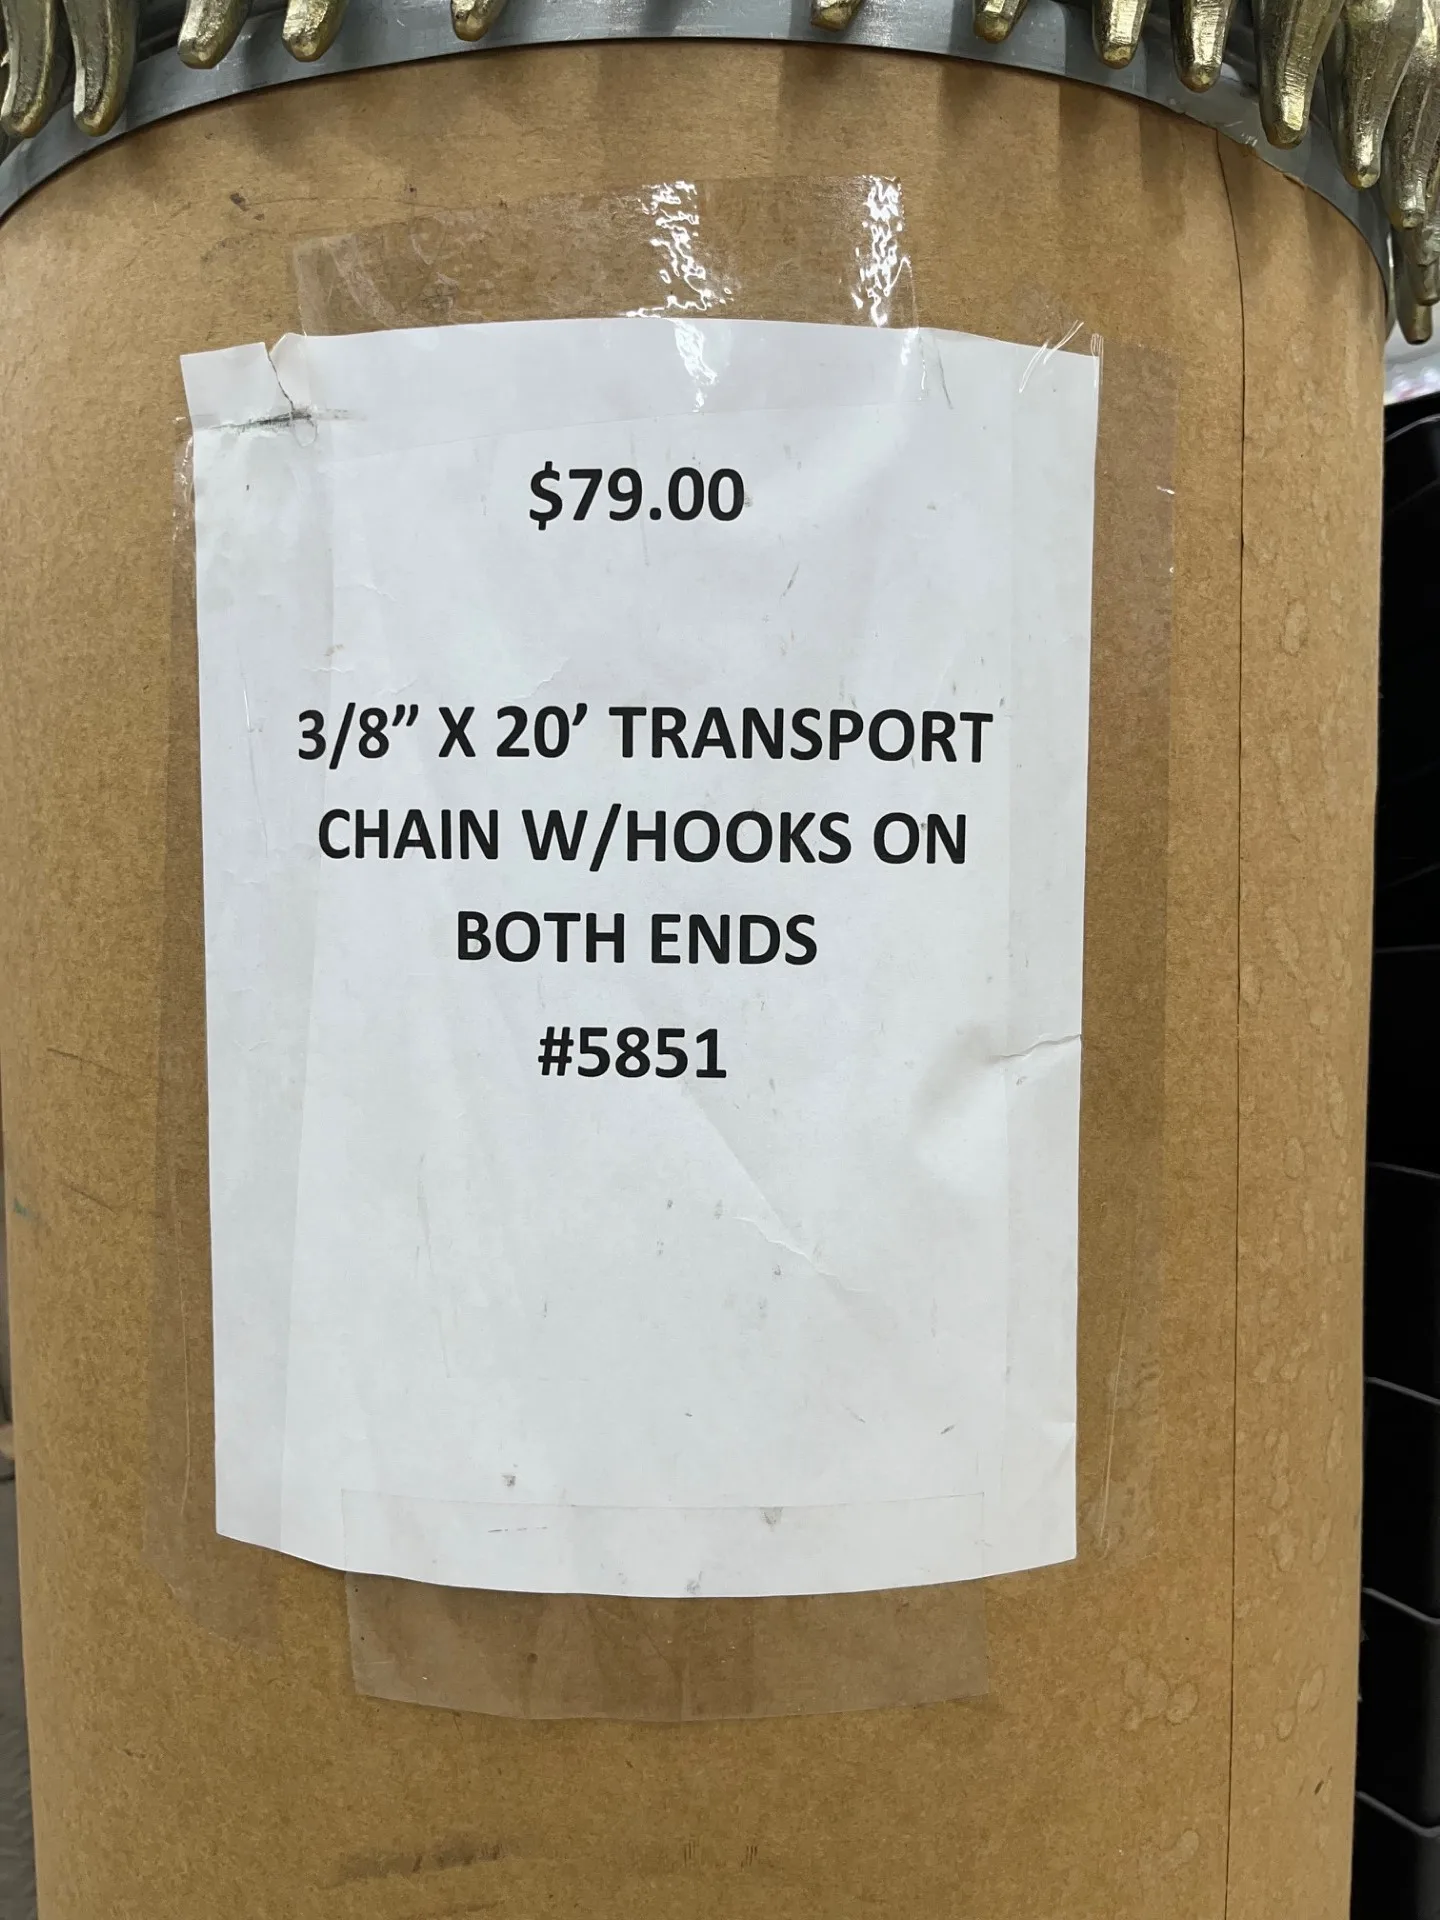 $79.00
3/8” X 20’ TRANSPORT
CHAIN W/HOOKS ON
BOTH ENDS
#5851